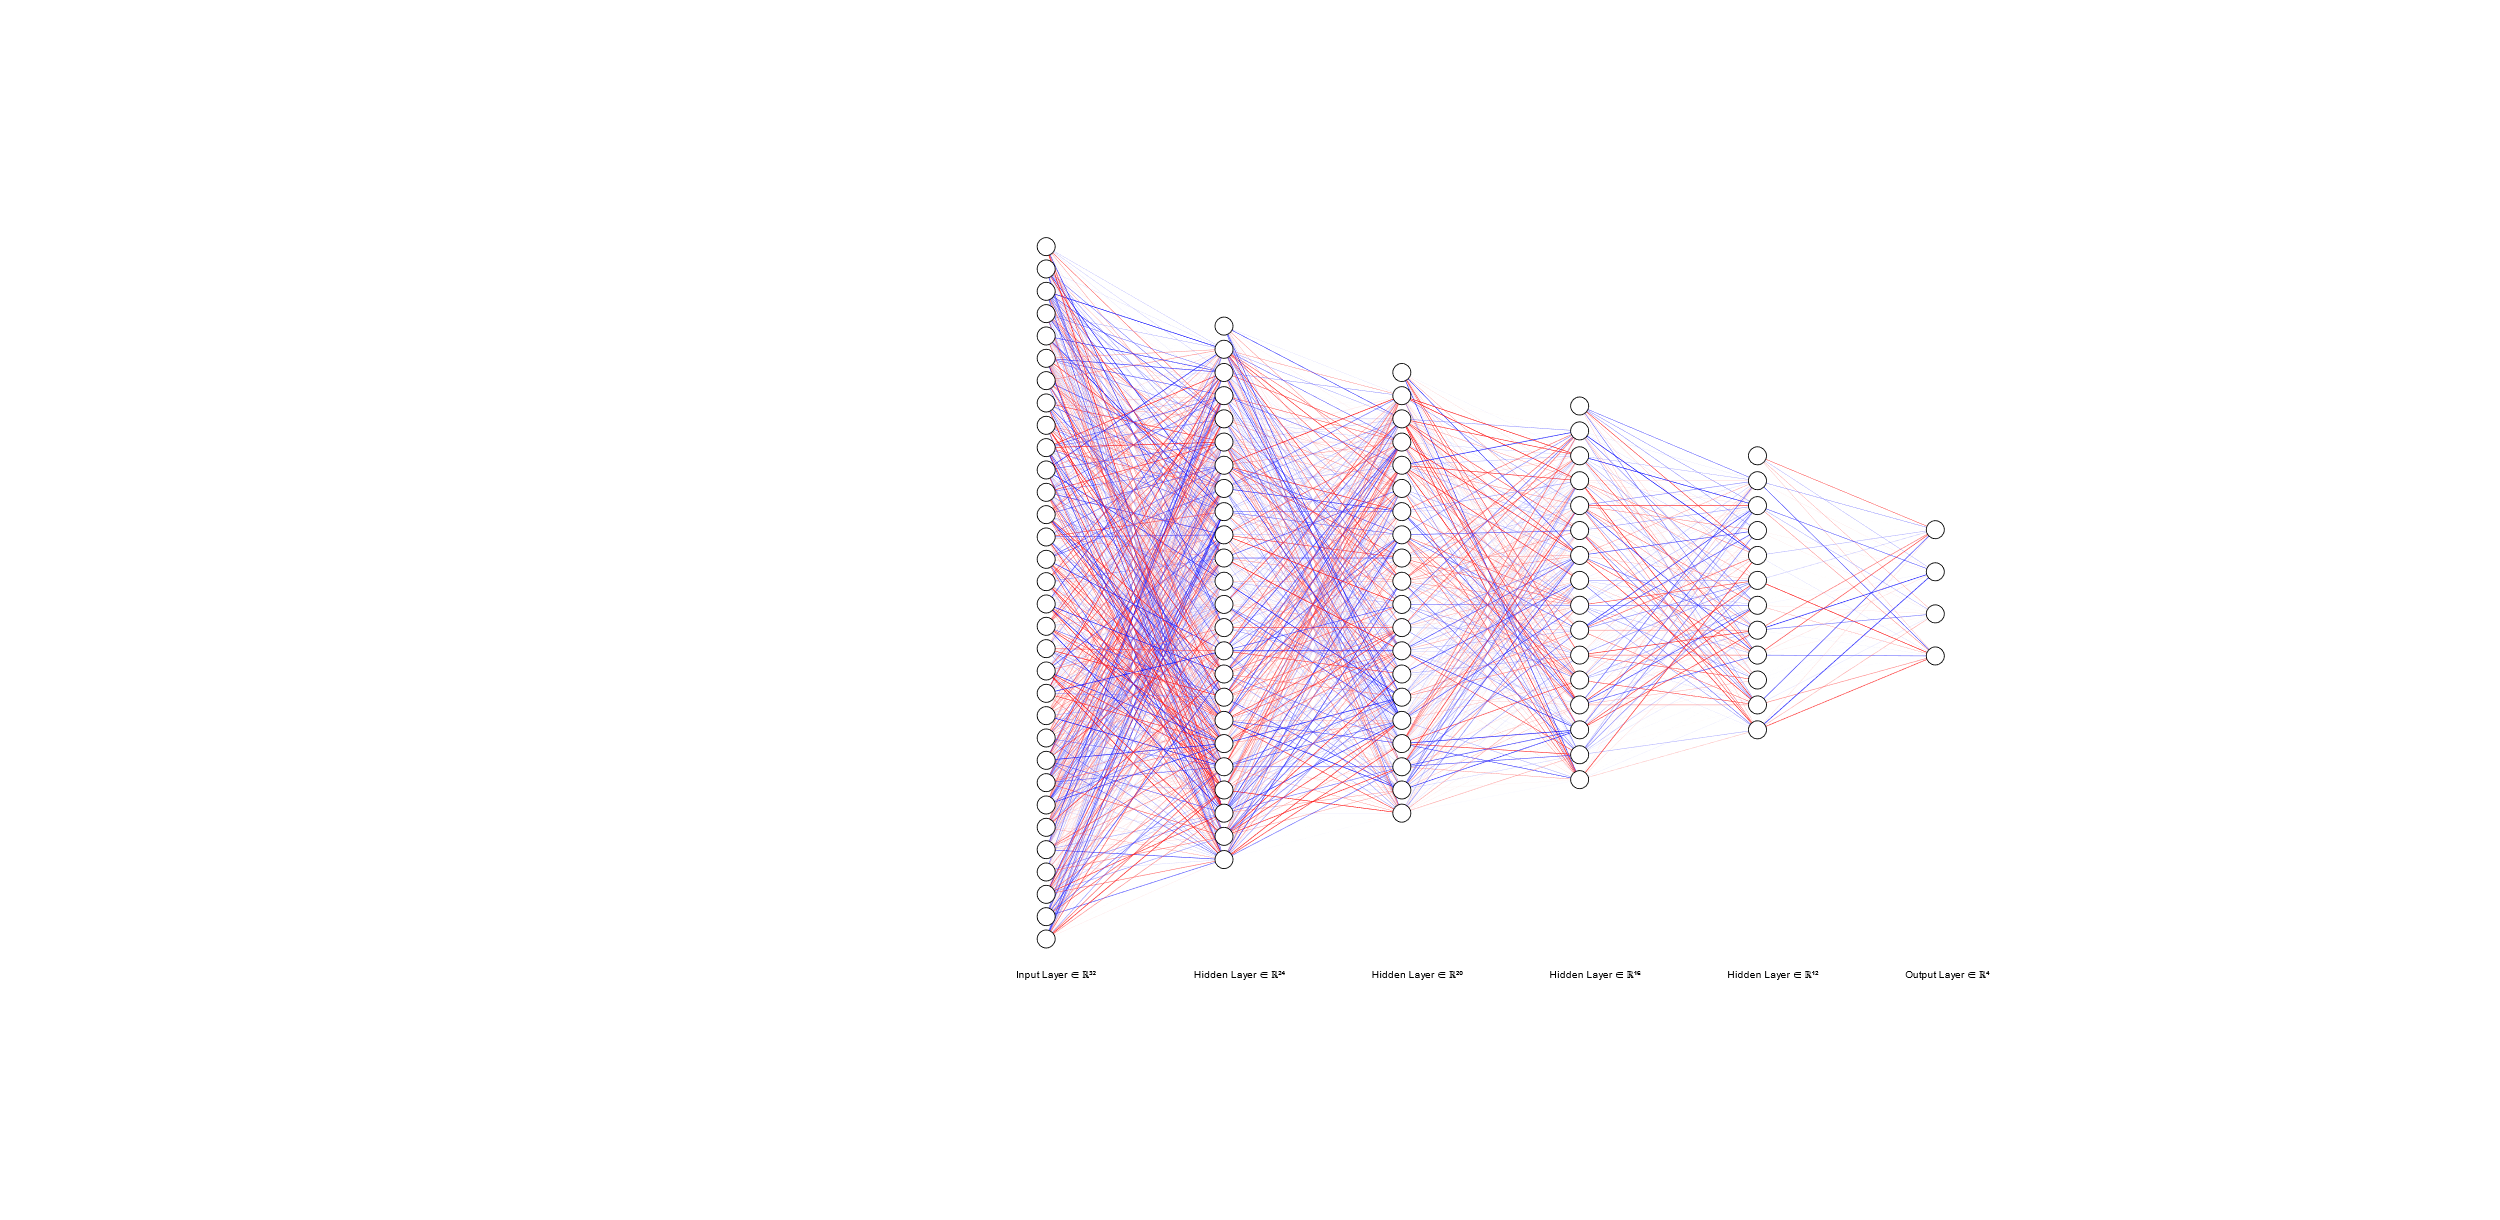 Input Layer ∈ ℝ³²
Hidden Layer ∈ ℝ²⁴
Hidden Layer ∈ ℝ²⁰
Hidden Layer ∈ ℝ¹⁶
Hidden Layer ∈ ℝ¹²
Output Layer ∈ ℝ⁴